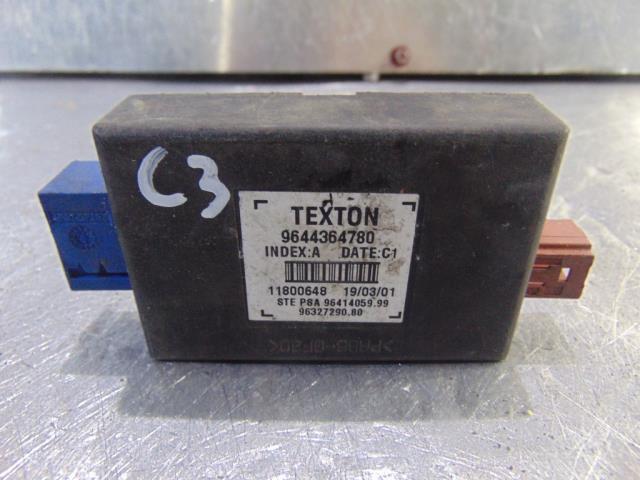 C3
TEXTON
9644364780
INDEX:A DATE:C1
11800648 19/03/01
STE PSA 96414059.99
96327290.80